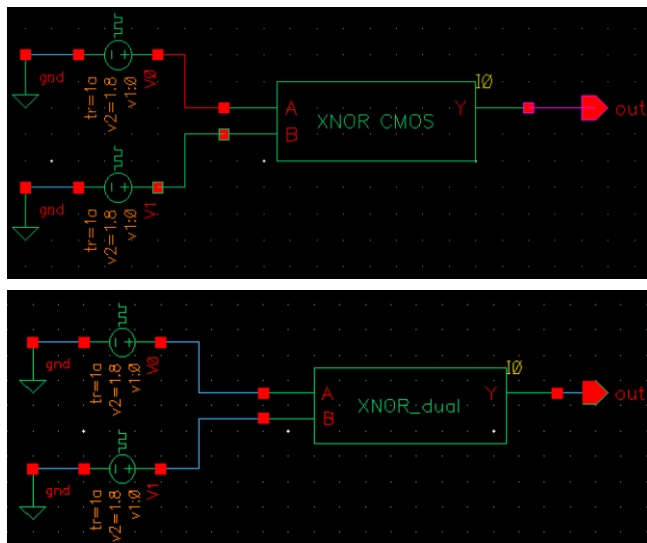 gnd
tr=1a
v2=1.8
v1:0
V0
I0
A
XNOR CMOS
Y
B
out
gnd
tr=1a
v2=1.8
v1:0
V1
gnd
tr=1a
v2=1.8
v1:0
V0
I0
A
XNOR_dual
Y
B
out
gnd
tr=1a
v2=1.8
v1:0
V1